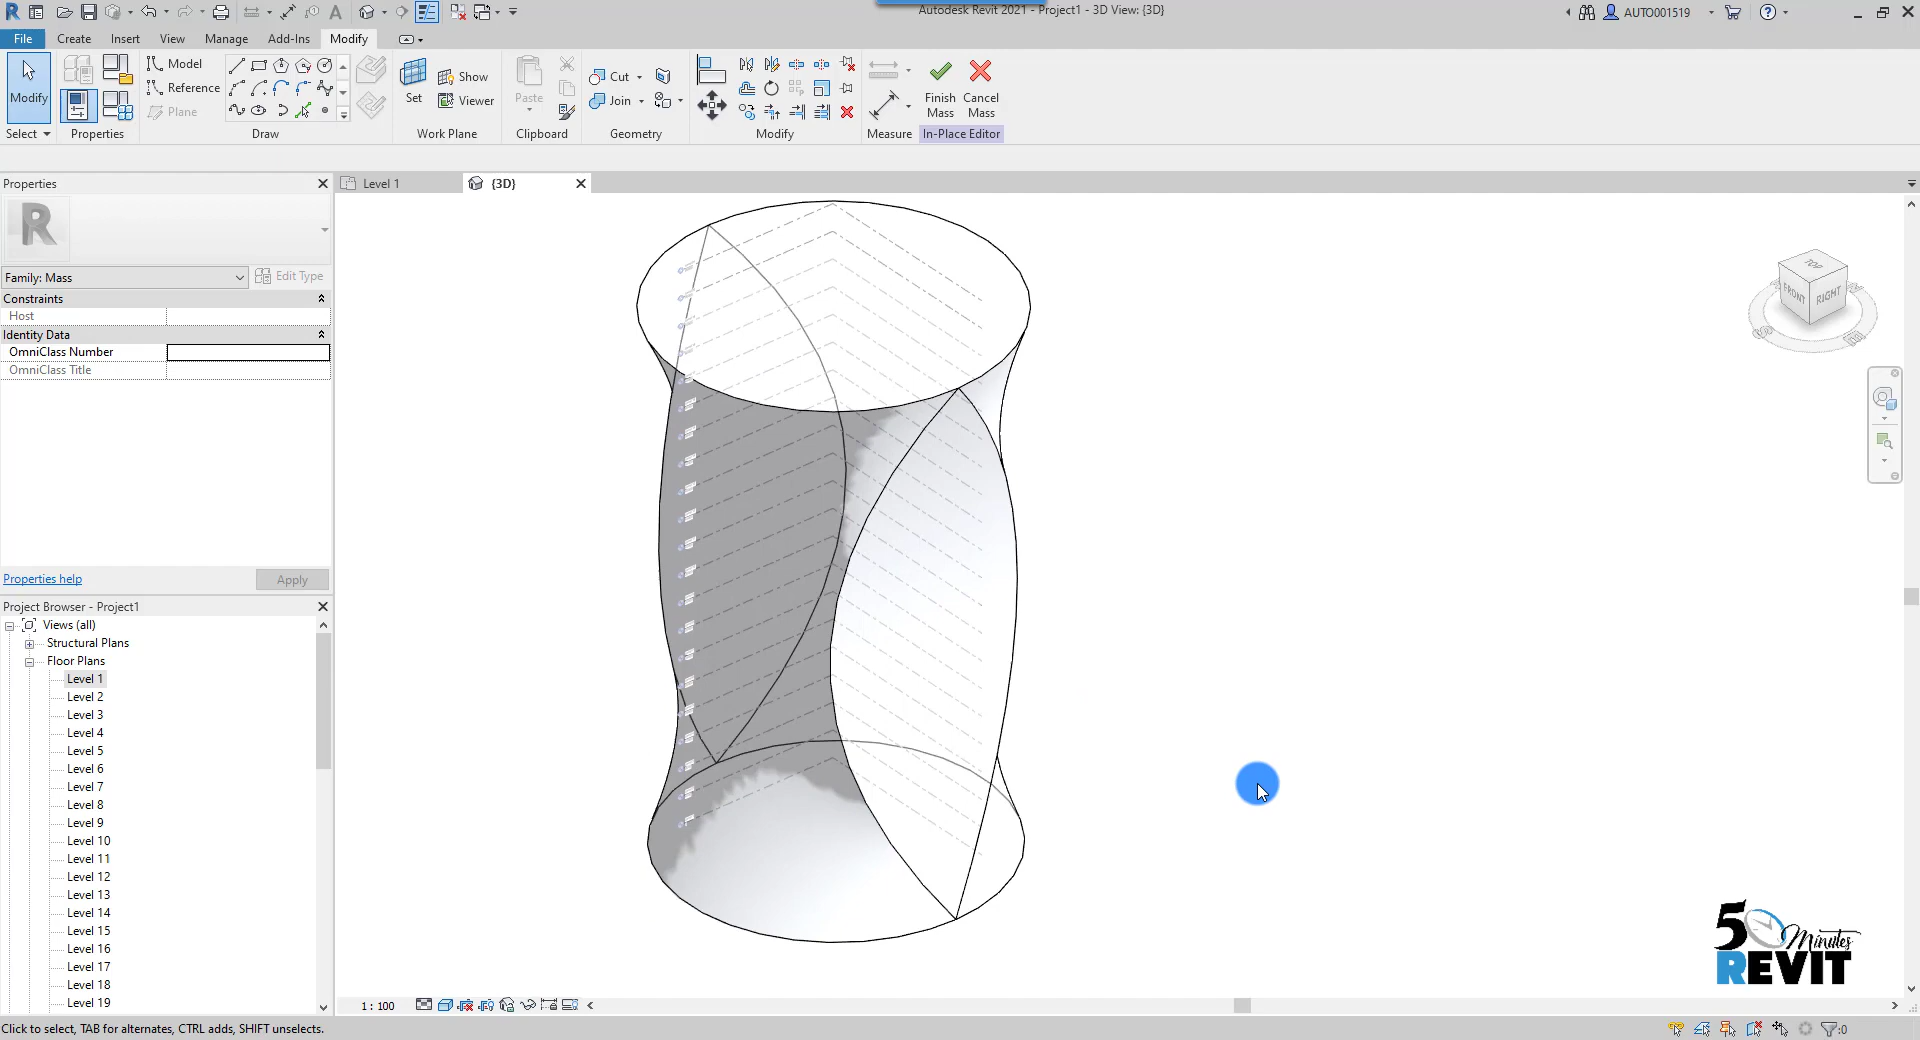 Autodesk Revit 2021 - Project1 - 3D View: {3D}
AUTO001519
File Create Insert View Manage Add-Ins Modify
Modify
Select
Properties
Model
Reference
Plane
Draw
Set
Show
Viewer
Work Plane
Paste
Clipboard
Cut
Join
Geometry
Modify
Measure
Finish Mass
Cancel Mass
In-Place Editor
Properties
Level 1
{3D}
R
Family: Mass
Edit Type
Constraints
Host
Identity Data
OmniClass Number
OmniClass Title
Properties help
Apply
Project Browser - Project1
Views (all)
Structural Plans
Floor Plans
Level 1
Level 2
Level 3
Level 4
Level 5
Level 6
Level 7
Level 8
Level 9
Level 10
Level 11
Level 12
Level 13
Level 14
Level 15
Level 16
Level 17
Level 18
Level 19
TOP
FRONT
RIGHT
5 Minutes
REVIT
1 : 100
Click to select, TAB for alternates, CTRL adds, SHIFT unselects.
:0